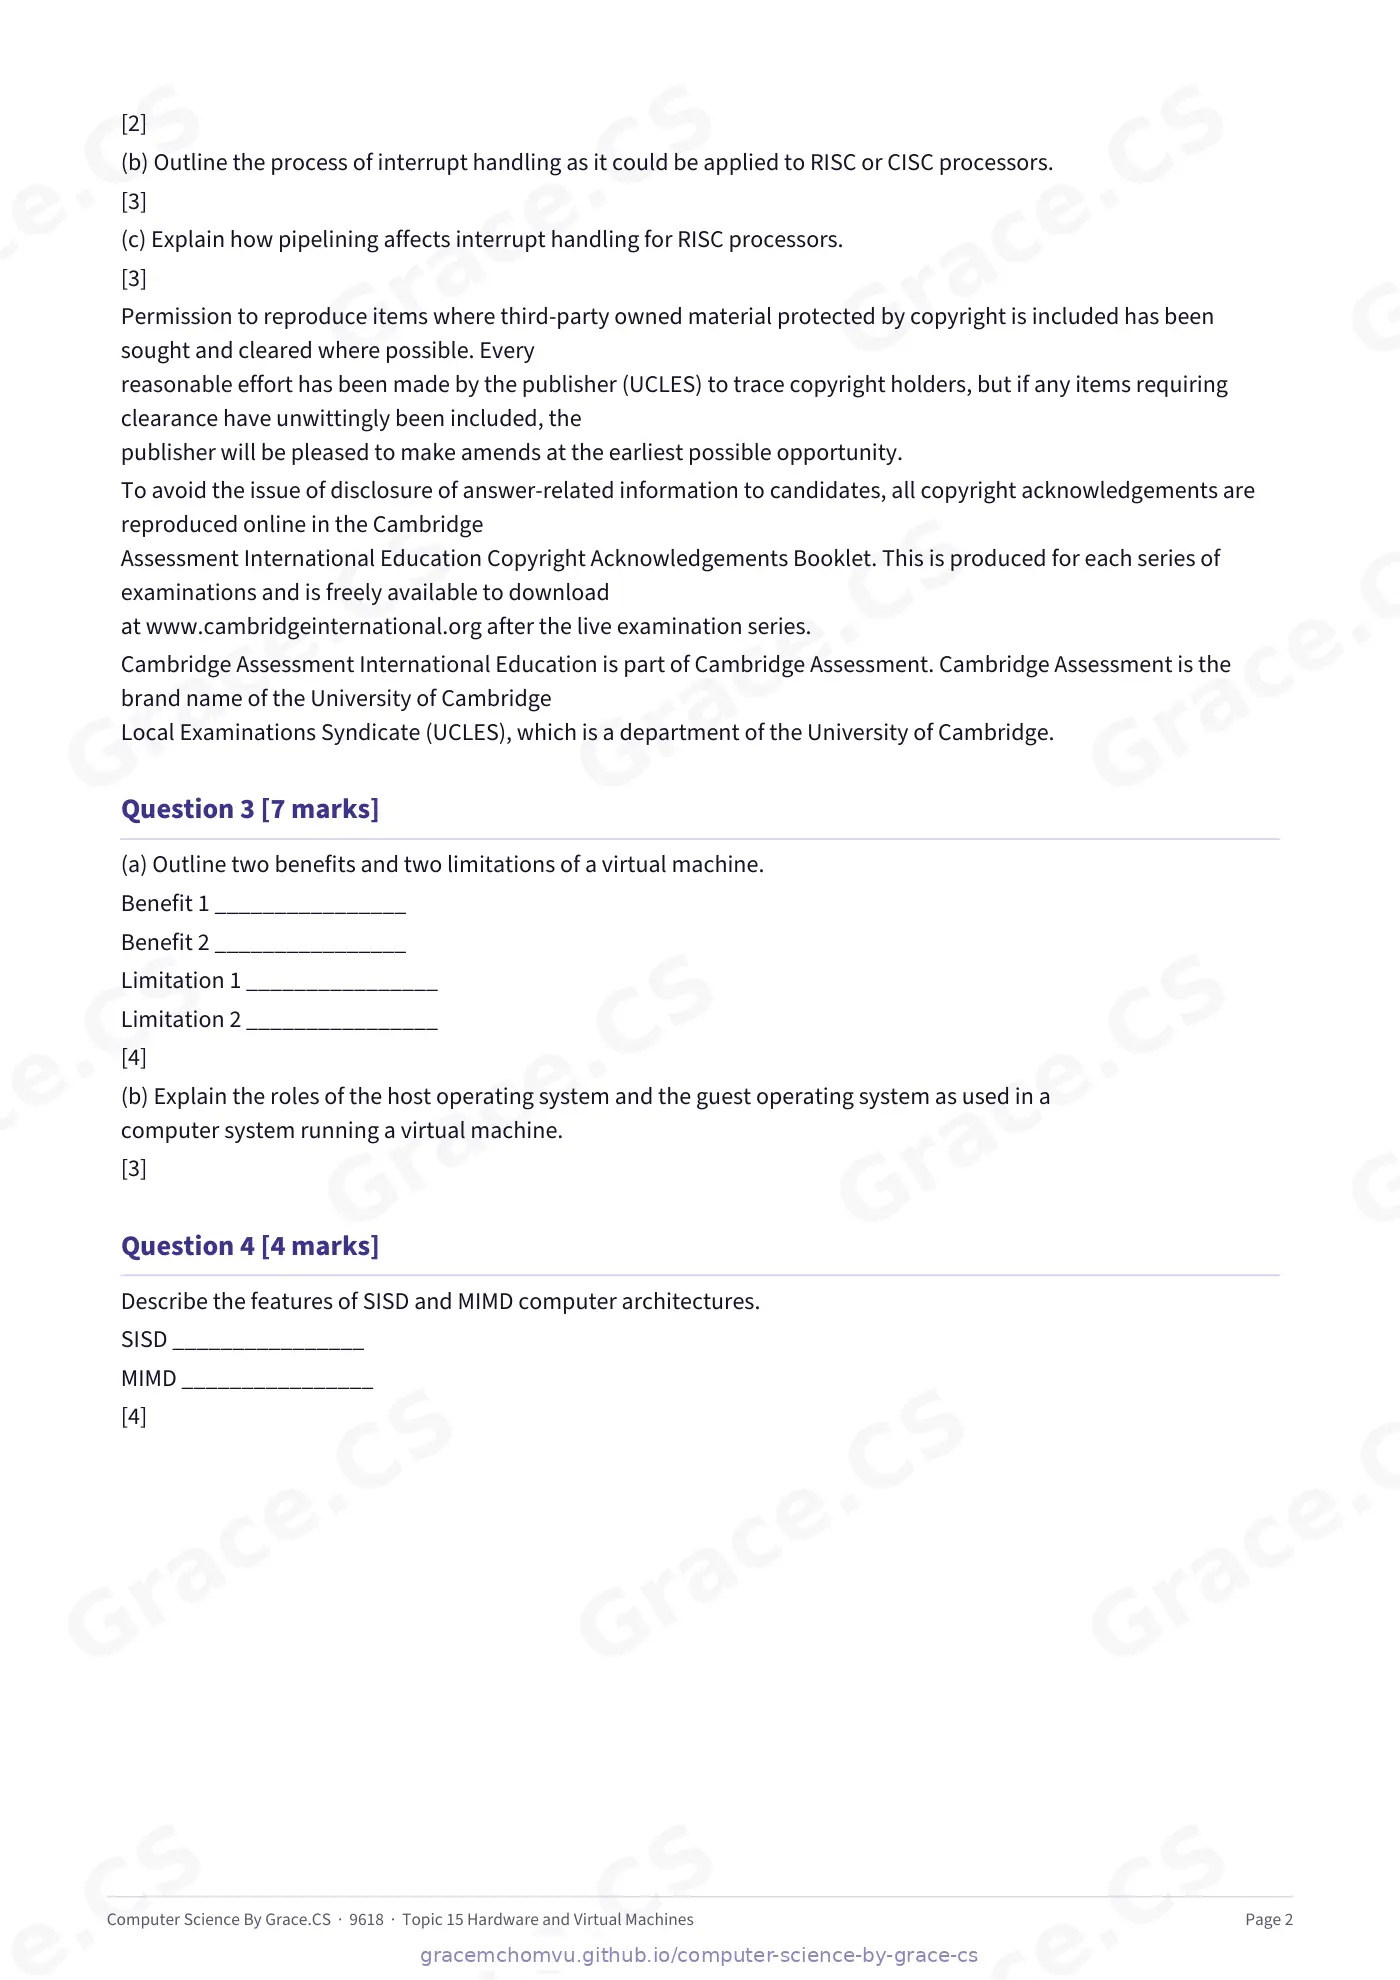 [2]
(b) Outline the process of interrupt handling as it could be applied to RISC or CISC processors.
[3]
(c) Explain how pipelining affects interrupt handling for RISC processors.
[3]
Permission to reproduce items where third-party owned material protected by copyright is included has been
sought and cleared where possible. Every
reasonable effort has been made by the publisher (UCLES) to trace copyright holders, but if any items requiring
clearance have unwittingly been included, the
publisher will be pleased to make amends at the earliest possible opportunity.
To avoid the issue of disclosure of answer-related information to candidates, all copyright acknowledgements are
reproduced online in the Cambridge
Assessment International Education Copyright Acknowledgements Booklet. This is produced for each series of
examinations and is freely available to download
at www.cambridgeinternational.org after the live examination series.
Cambridge Assessment International Education is part of Cambridge Assessment. Cambridge Assessment is the
brand name of the University of Cambridge
Local Examinations Syndicate (UCLES), which is a department of the University of Cambridge.
Question 3 [7 marks]
(a) Outline two benefits and two limitations of a virtual machine.
Benefit 1 ________________
Benefit 2 ________________
Limitation 1 ________________
Limitation 2 ________________
[4]
(b) Explain the roles of the host operating system and the guest operating system as used in a
computer system running a virtual machine.
[3]
Question 4 [4 marks]
Describe the features of SISD and MIMD computer architectures.
SISD ________________
MIMD ________________
[4]
Computer Science By Grace.CS · 9618 · Topic 15 Hardware and Virtual Machines
Page 2
gracemchomvu.github.io/computer-science-by-grace-cs